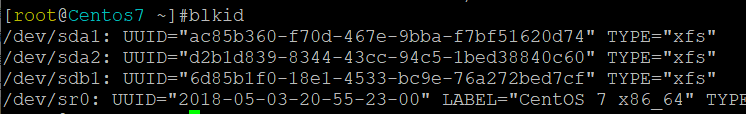 [root@Centos7 ~]#blkid
/dev/sda1: UUID="ac85b360-f70d-467e-9bba-f7bf51620d74" TYPE="xfs"
/dev/sda2: UUID="d2b1d839-8344-43cc-94c5-1bed38840c60" TYPE="xfs"
/dev/sdb1: UUID="6d85b1f0-18e1-4533-bc9e-76a272bed7cf" TYPE="xfs"
/dev/sr0: UUID="2018-05-03-20-55-23-00" LABEL="CentOS 7 x86_64" TYPE